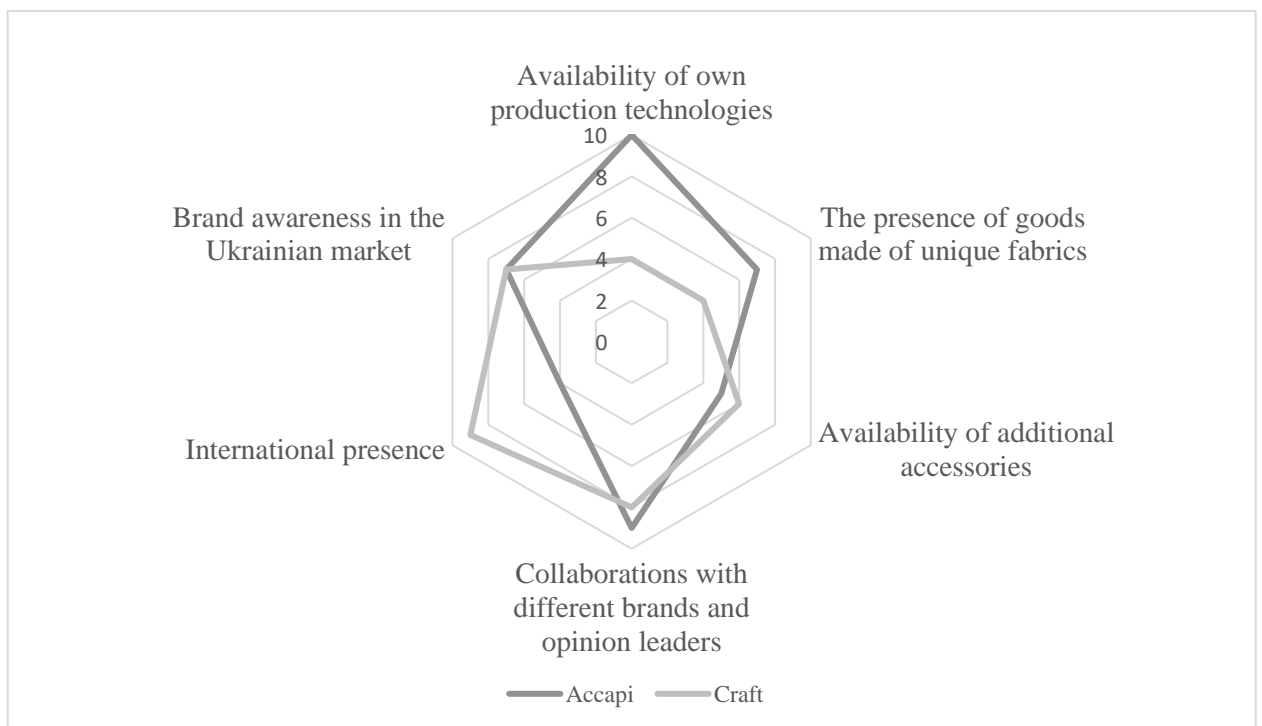 Availability of own
production technologies
10
8
6
4
2
0
Brand awareness in the
Ukrainian market
The presence of goods
made of unique fabrics
International presence
Availability of additional
accessories
Collaborations with
different brands and
opinion leaders
Accapi Craft